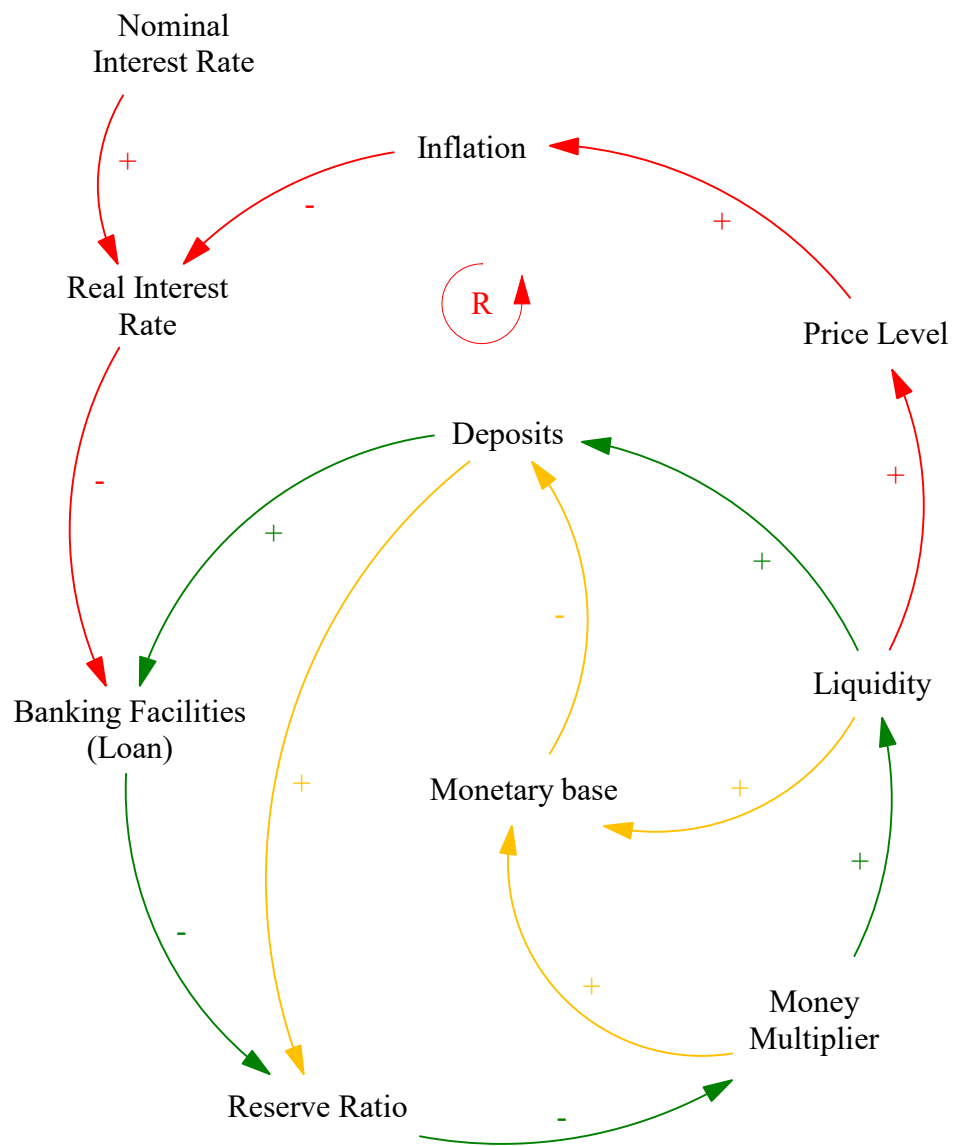 Nominal
Interest Rate
Inflation
+
-
+
Real Interest
Rate
R
Price Level
Deposits
-
+
+
+
-
Liquidity
Banking Facilities
(Loan)
+
Monetary base
+
+
-
+
Money
Multiplier
Reserve Ratio
-